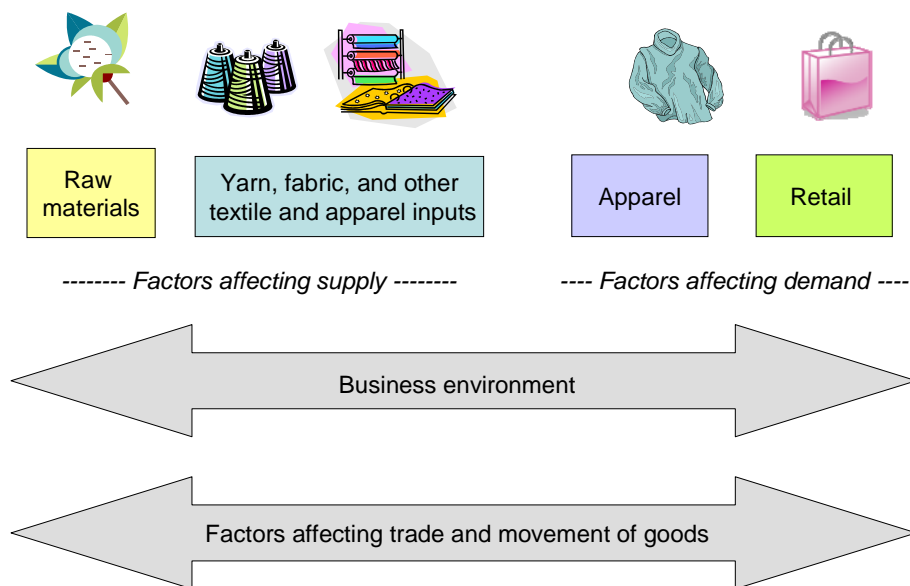 Raw
materials
Yarn, fabric, and other
textile and apparel inputs
Apparel
Retail
-------- Factors affecting supply --------
---- Factors affecting demand ----
Business environment
Factors affecting trade and movement of goods